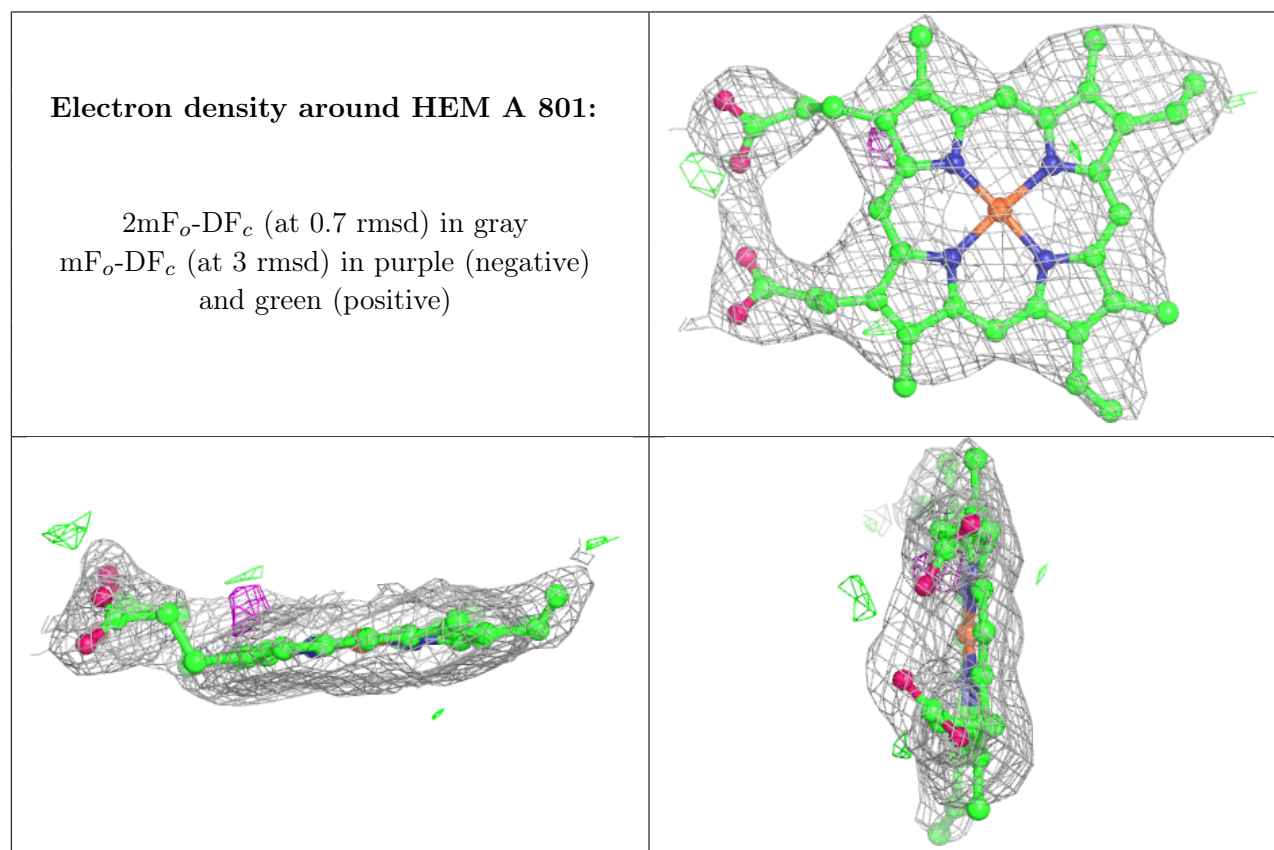 Electron density around HEM A 801:
2mFₒ-DF𝒸 (at 0.7 rmsd) in gray
mFₒ-DF𝒸 (at 3 rmsd) in purple (negative)
and green (positive)